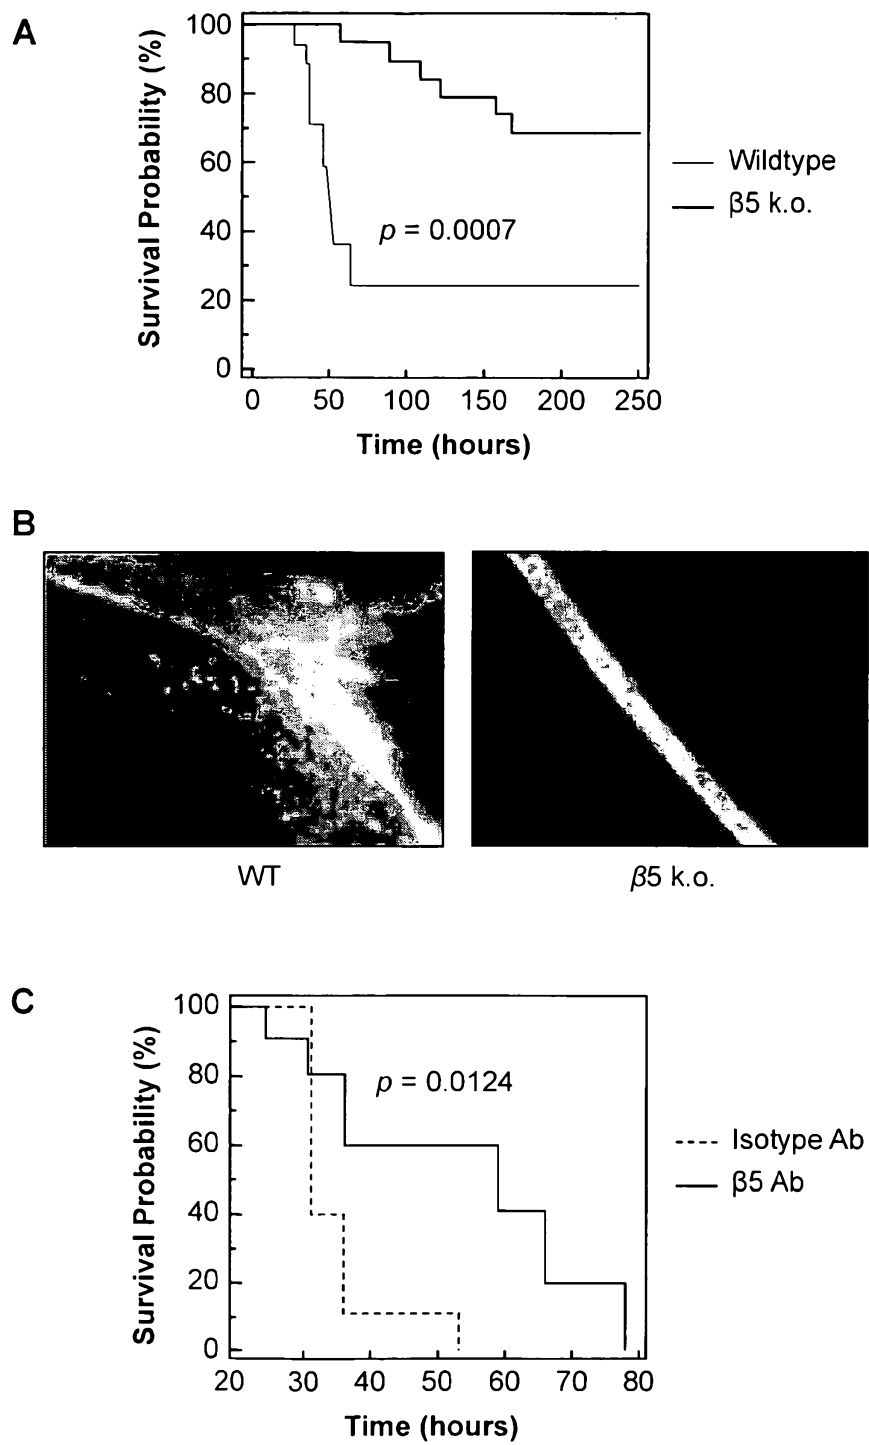 A
Survival Probability (%)
100
80
60
40
20
0
p = 0.0007
Wildtype
β5 k.o.
0 50 100 150 200 250
Time (hours)
B
WT
β5 k.o.
C
Survival Probability (%)
100
80
60
40
20
0
p = 0.0124
Isotype Ab
β5 Ab
20 30 40 50 60 70 80
Time (hours)